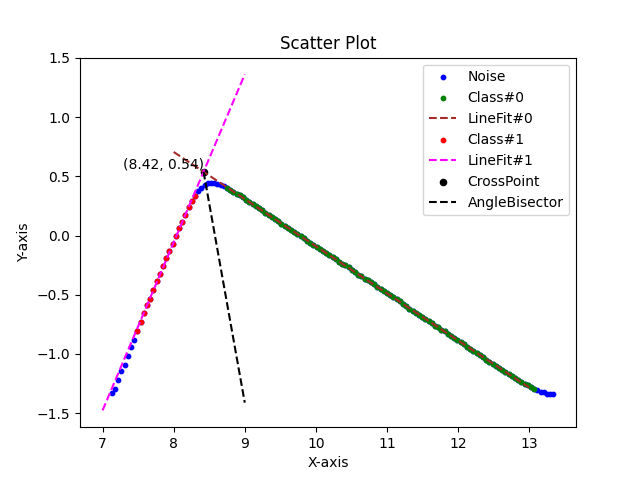 Scatter Plot
1.5
1.0
0.5
0.0
−0.5
−1.0
−1.5
Y-axis
(8.42, 0.54)
Noise
Class#0
LineFit#0
Class#1
LineFit#1
CrossPoint
AngleBisector
7 8 9 10 11 12 13
X-axis